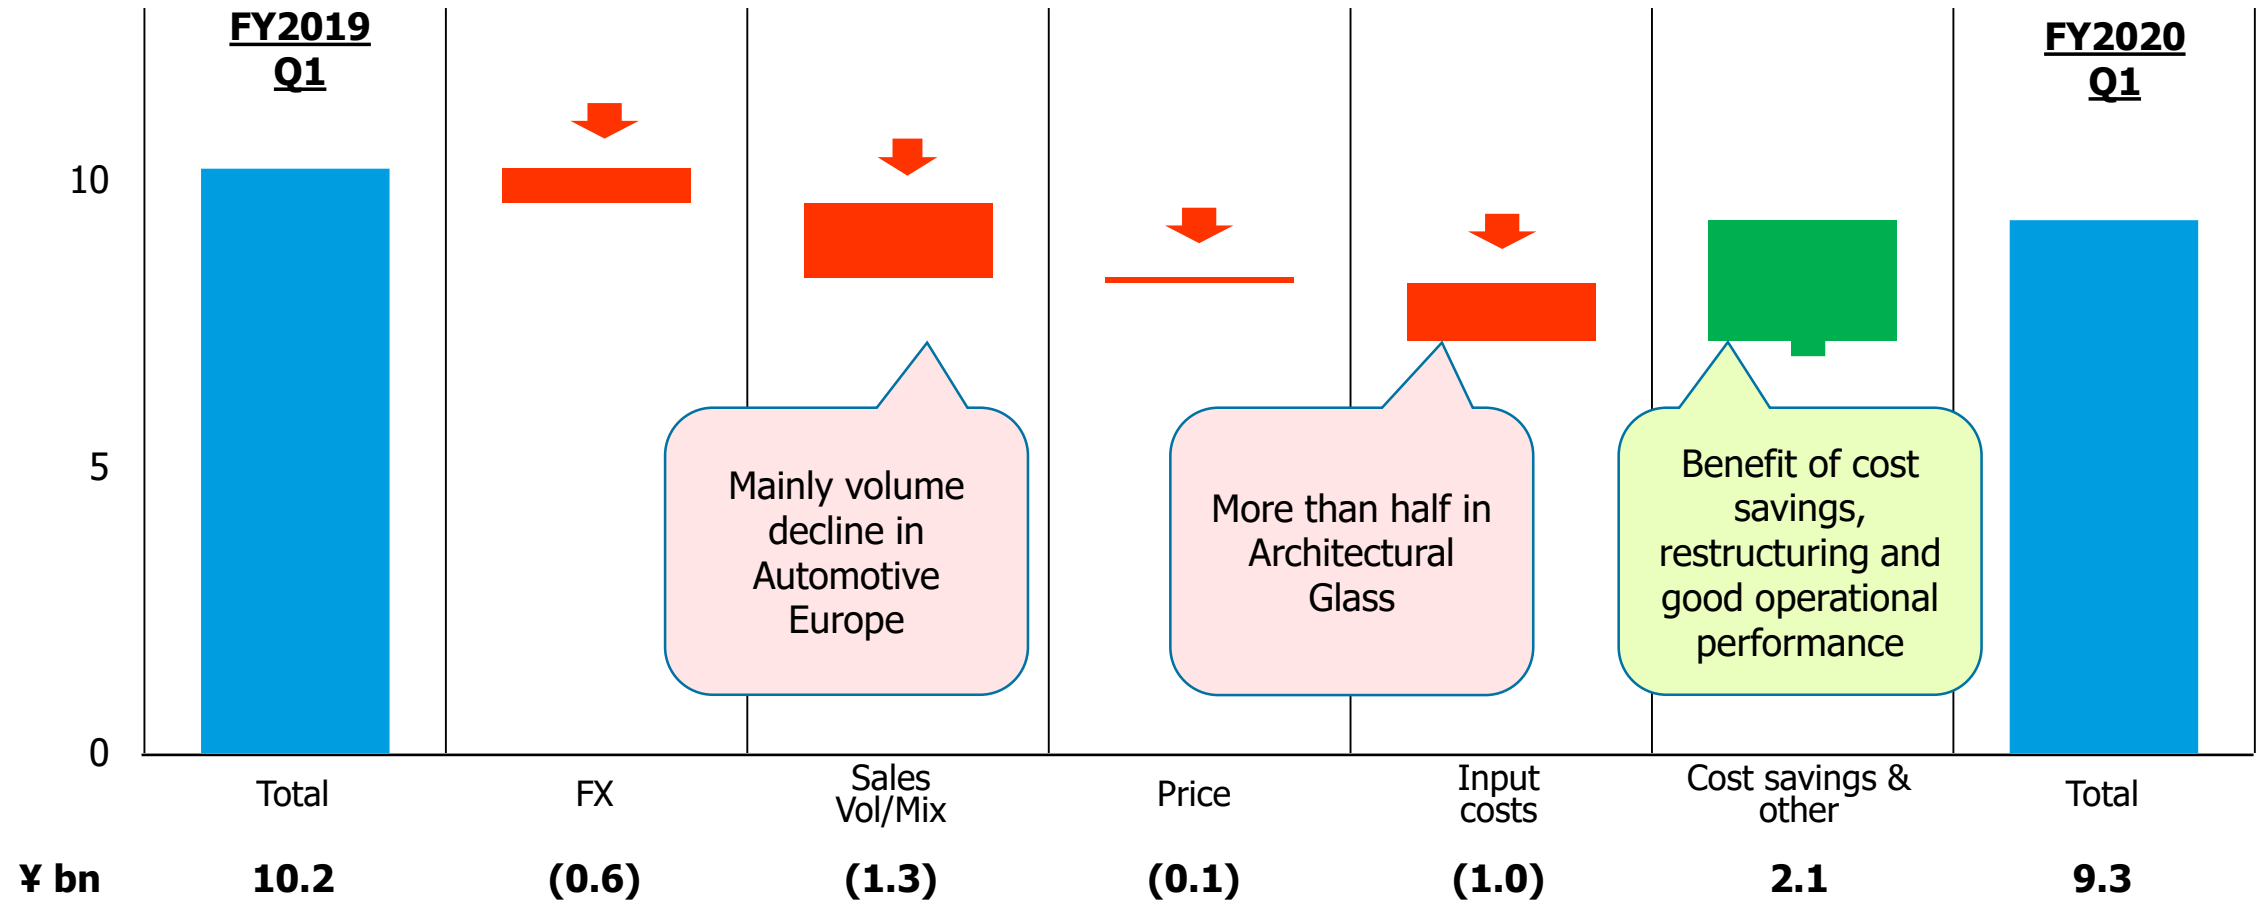 FY2019
Q1
FY2020
Q1
10
5
0
Mainly volume
decline in
Automotive
Europe
More than half in
Architectural
Glass
Benefit of cost
savings,
restructuring and
good operational
performance
Total
FX
Sales
Vol/Mix
Price
Input
costs
Cost savings &
other
Total
¥ bn 10.2 (0.6) (1.3) (0.1) (1.0) 2.1 9.3